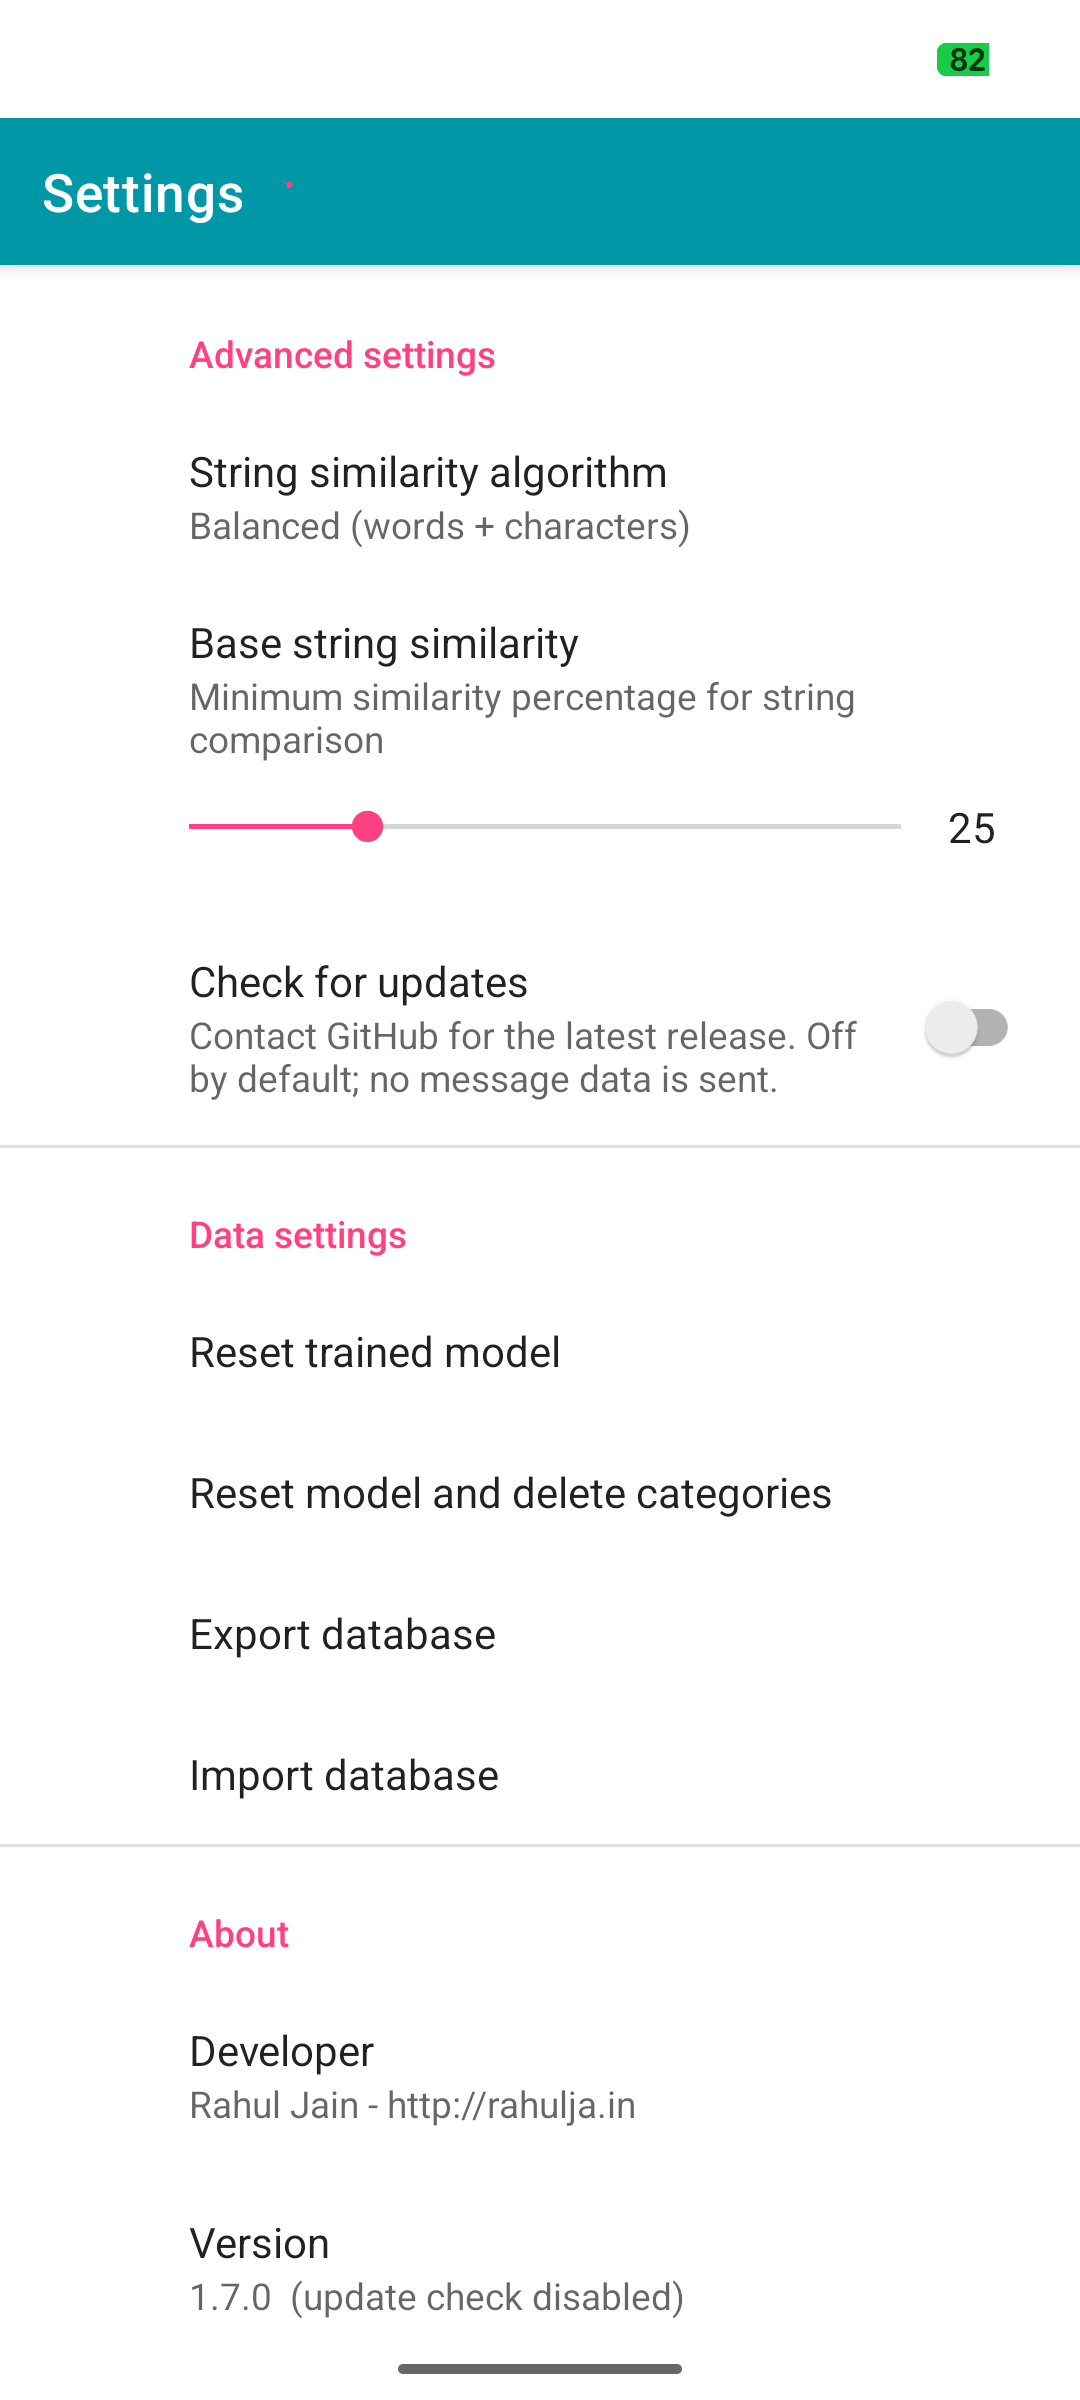 82
Settings
Advanced settings
String similarity algorithm
Balanced (words + characters)
Base string similarity
Minimum similarity percentage for string
comparison
25
Check for updates
Contact GitHub for the latest release. Off
by default; no message data is sent.
Data settings
Reset trained model
Reset model and delete categories
Export database
Import database
About
Developer
Rahul Jain - http://rahulja.in
Version
1.7.0  (update check disabled)